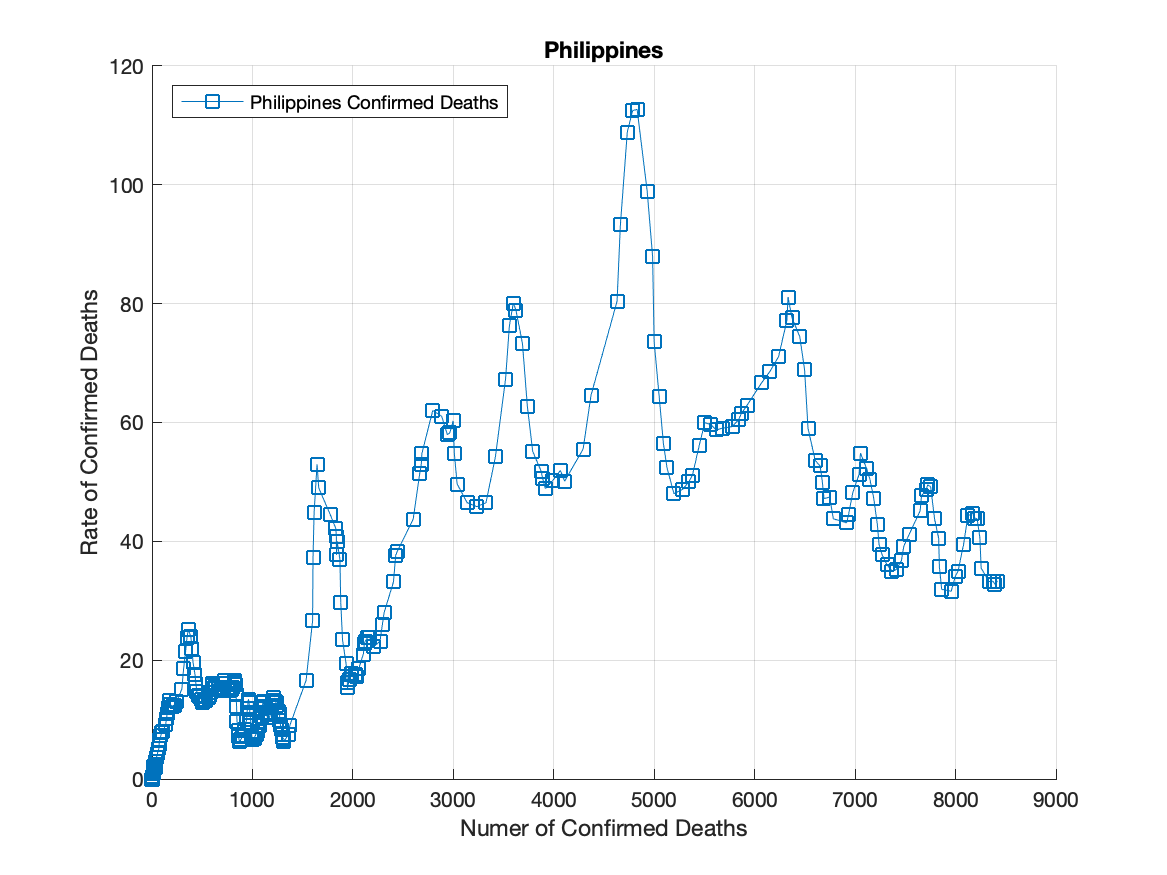 Philippines
Philippines Confirmed Deaths
120
100
80
60
40
20
0
Rate of Confirmed Deaths
0 1000 2000 3000 4000 5000 6000 7000 8000 9000
Numer of Confirmed Deaths